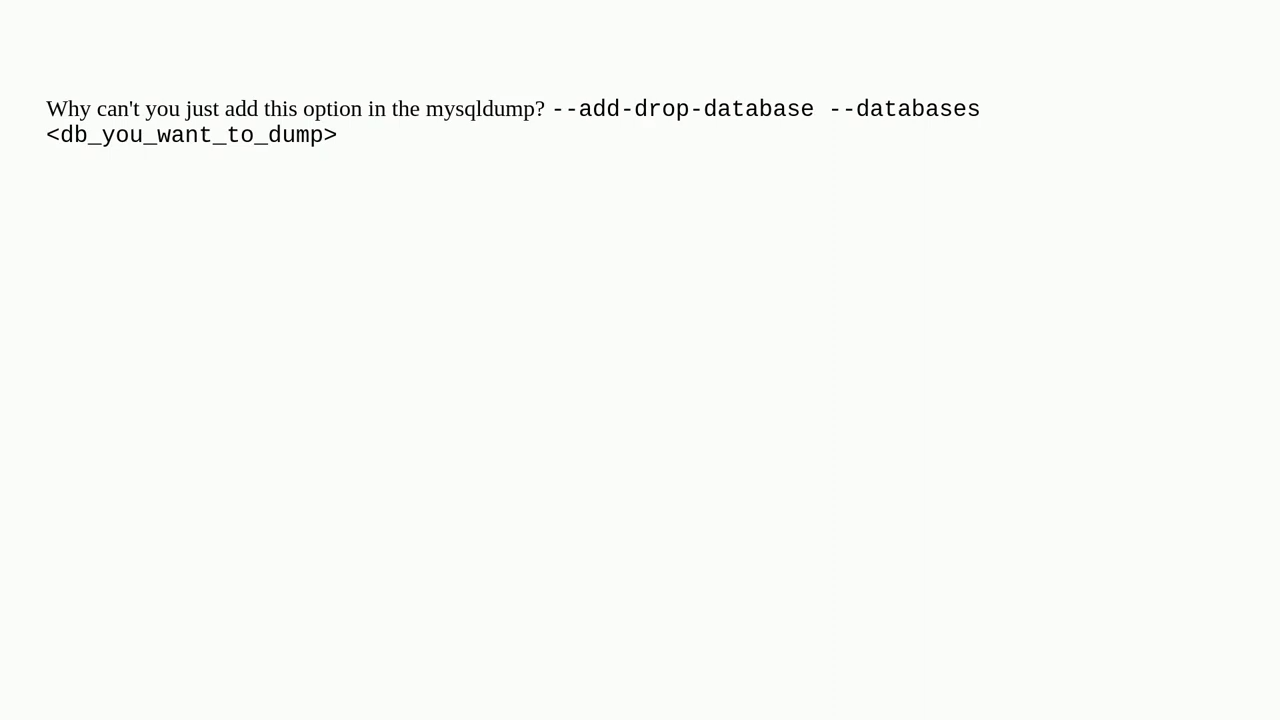 Why can't you just add this option in the mysqldump? --add-drop-database --databases
<db_you_want_to_dump>